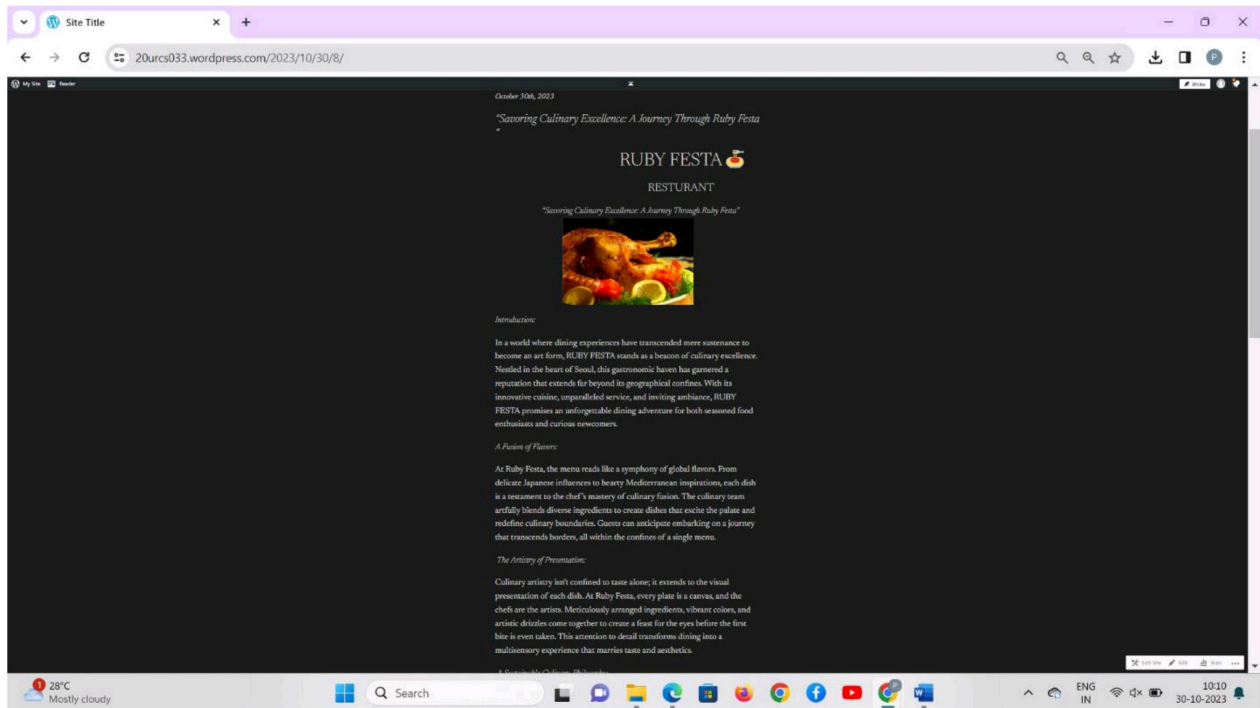 Site Title
20urcs033.wordpress.com/2023/10/30/8/
P
My Site Reader
Write
October 30th, 2023
"Savoring Culinary Excellence: A Journey Through Ruby Festa
"
RUBY FESTA
RESTURANT
"Savoring Culinary Excellence: A Journey Through Ruby Festa"
Introduction:
In a world where dining experiences have transcended mere sustenance to
become an art form, RUBY FESTA stands as a beacon of culinary excellence.
Nestled in the heart of Seoul, this gastronomic haven has garnered a
reputation that extends far beyond its geographical confines. With its
innovative cuisine, unparalleled service, and inviting ambiance, RUBY
FESTA promises an unforgettable dining adventure for both seasoned food
enthusiasts and curious newcomers.
A Fusion of Flavors:
At Ruby Festa, the menu reads like a symphony of global flavors. From
delicate Japanese influences to hearty Mediterranean inspirations, each dish
is a testament to the chef's mastery of culinary fusion. The culinary team
artfully blends diverse ingredients to create dishes that excite the palate and
redefine culinary boundaries. Guests can anticipate embarking on a journey
that transcends borders, all within the confines of a single menu.
The Artistry of Presentation:
Culinary artistry isn't confined to taste alone; it extends to the visual
presentation of each dish. At Ruby Festa, every plate is a canvas, and the
chefs are the artists. Meticulously arranged ingredients, vibrant colors, and
artistic drizzles come together to create a feast for the eyes before the first
bite is even taken. This attention to detail transforms dining into a
multisensory experience that marries taste and aesthetics.
A Sustainable Culinary Philosophy:
Edit Site Edit Stats
1
28°C
Mostly cloudy
Search
ENG
IN
10:10
30-10-2023